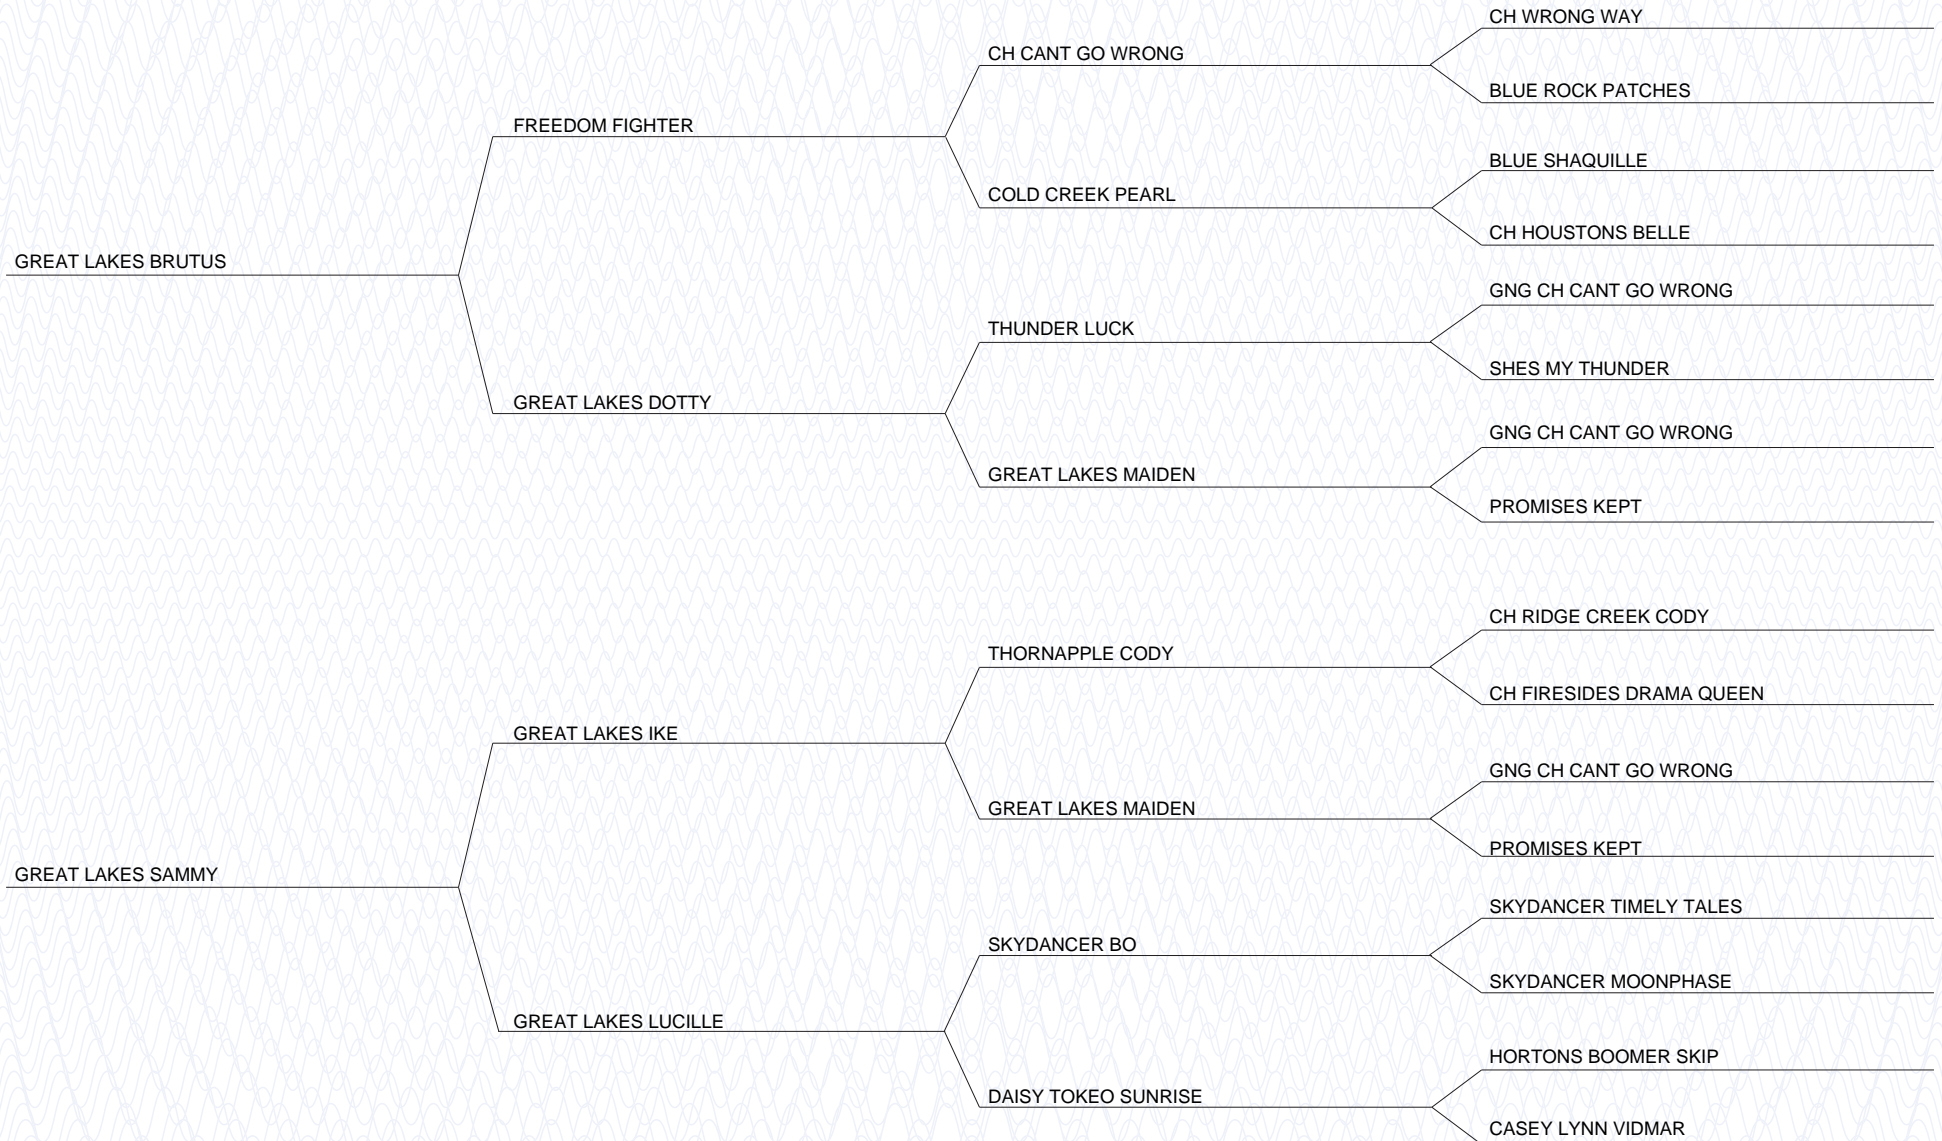 CH WRONG WAY
CH CANT GO WRONG
BLUE ROCK PATCHES
FREEDOM FIGHTER
BLUE SHAQUILLE
COLD CREEK PEARL
CH HOUSTONS BELLE
GREAT LAKES BRUTUS
GNG CH CANT GO WRONG
THUNDER LUCK
SHES MY THUNDER
GREAT LAKES DOTTY
GNG CH CANT GO WRONG
GREAT LAKES MAIDEN
PROMISES KEPT
CH RIDGE CREEK CODY
THORNAPPLE CODY
CH FIRESIDES DRAMA QUEEN
GREAT LAKES IKE
GNG CH CANT GO WRONG
GREAT LAKES MAIDEN
PROMISES KEPT
GREAT LAKES SAMMY
SKYDANCER TIMELY TALES
SKYDANCER BO
SKYDANCER MOONPHASE
GREAT LAKES LUCILLE
HORTONS BOOMER SKIP
DAISY TOKEO SUNRISE
CASEY LYNN VIDMAR